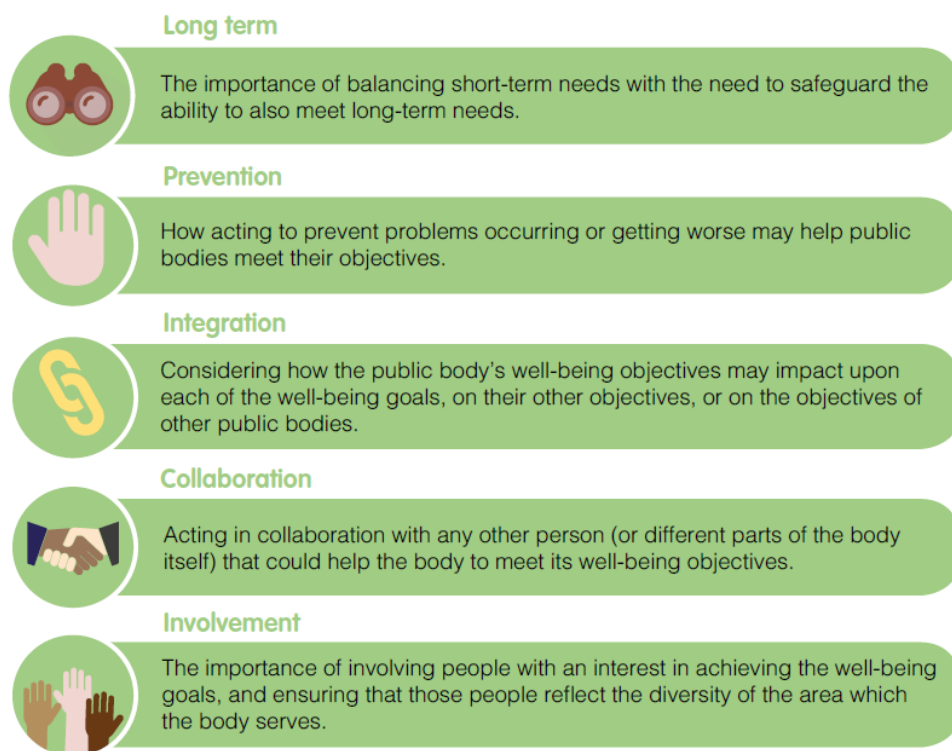 Long term
The importance of balancing short-term needs with the need to safeguard the
ability to also meet long-term needs.
Prevention
How acting to prevent problems occurring or getting worse may help public
bodies meet their objectives.
Integration
Considering how the public body's well-being objectives may impact upon
each of the well-being goals, on their other objectives, or on the objectives of
other public bodies.
Collaboration
Acting in collaboration with any other person (or different parts of the body
itself) that could help the body to meet its well-being objectives.
Involvement
The importance of involving people with an interest in achieving the well-being
goals, and ensuring that those people reflect the diversity of the area which
the body serves.